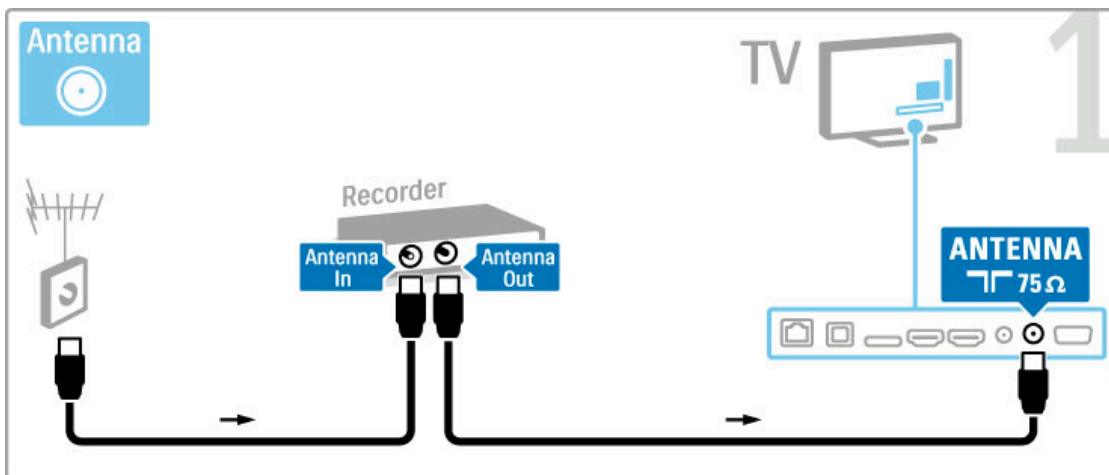 Antenna
TV
1
Recorder
Antenna
In
Antenna
Out
ANTENNA
75 Ω